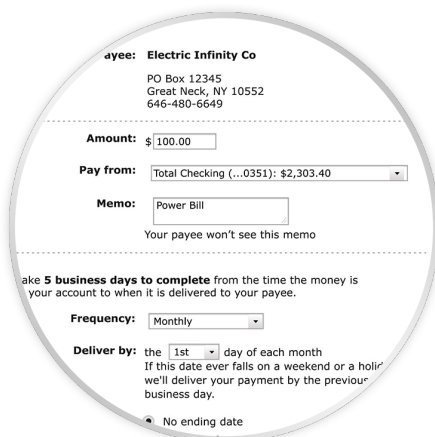 ayee: Electric Infinity Co
PO Box 12345
Great Neck, NY 10552
646-480-6649
Amount: $ 100.00
Pay from: Total Checking (...0351): $2,303.40
Memo: Power Bill
Your payee won't see this memo
ake 5 business days to complete from the time the money is
your account to when it is delivered to your payee.
Frequency: Monthly
Deliver by: the 1st day of each month
If this date ever falls on a weekend or a holid
we'll deliver your payment by the previous
business day.
No ending date